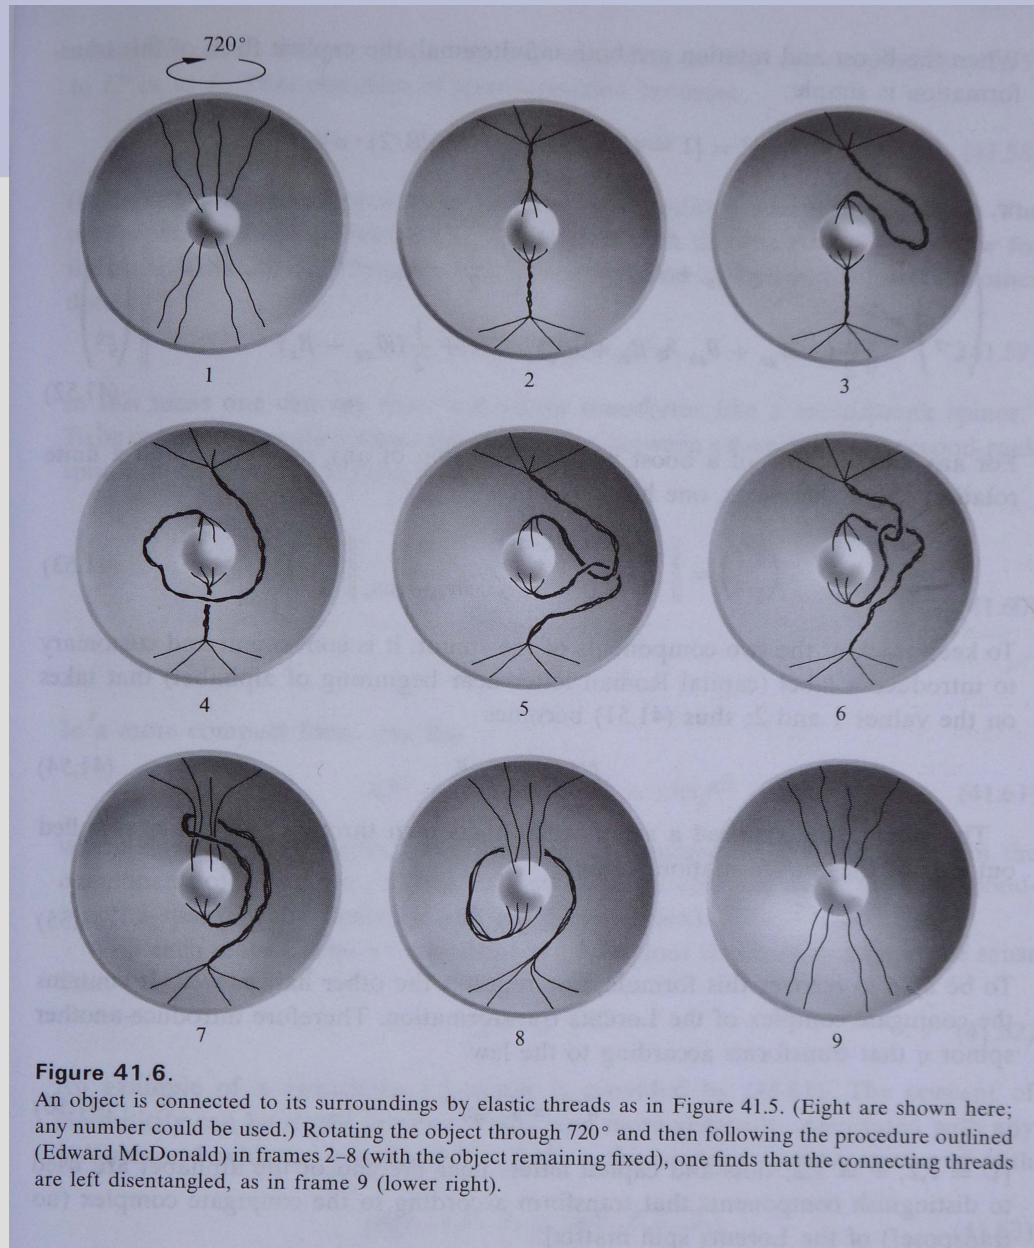 720°
1
2
3
4
5
6
7
8
9
Figure 41.6.
An object is connected to its surroundings by elastic threads as in Figure 41.5. (Eight are shown here;
any number could be used.) Rotating the object through 720° and then following the procedure outlined
(Edward McDonald) in frames 2–8 (with the object remaining fixed), one finds that the connecting threads
are left disentangled, as in frame 9 (lower right).